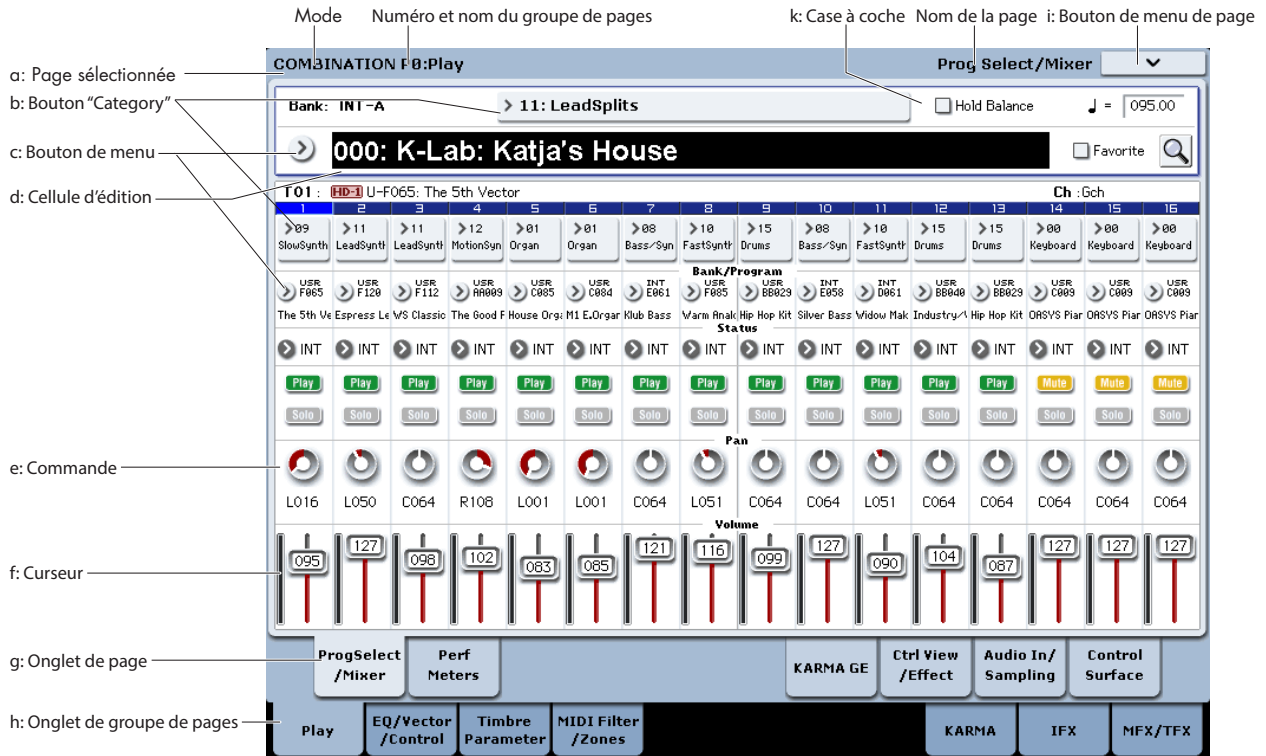 Mode Numéro et nom du groupe de pages k: Case à coche Nom de la page i: Bouton de menu de page
COMBINATION P0:Play Prog Select/Mixer
a: Page sélectionnée
b: Bouton “Category”
c: Bouton de menu
d: Cellule d’édition
e: Commande
f: Curseur
g: Onglet de page
h: Onglet de groupe de pages
Bank: INT-A 11: LeadSplits Hold Balance ♩ = 095.00
000: K-Lab: Katja's House Favorite
T01 : HD-1 U-F065: The 5th Vector Ch :Gch
1 2 3 4 5 6 7 8 9 10 11 12 13 14 15 16
09 11 11 12 01 01 08 10 15 08 10 15 15 00 00 00
SlowSynth LeadSynth LeadSynth MotionSyn Organ Organ Bass/Syn FastSynth Drums Bass/Syn FastSynth Drums Drums Keyboard Keyboard Keyboard
Bank/Program
USR USR USR USR USR USR INT USR USR INT INT USR USR USR USR USR
F065 F120 F112 AA009 C085 C084 E061 F085 BB029 E058 D061 BB040 BB029 C009 C009 C009
The 5th Ve Espress Le WS Classic The Good F House Orga M1 E.Organ Klub Bass Warm Analo Hip Hop Kit Silver Bass Widow Mak Industry/ Hip Hop Kit OASYS Pian OASYS Pian OASYS Pian
Status
INT INT INT INT INT INT INT INT INT INT INT INT INT INT INT INT
Play Play Play Play Play Play Play Play Play Play Play Play Play Mute Mute Mute
Solo Solo Solo Solo Solo Solo Solo Solo Solo Solo Solo Solo Solo Solo Solo Solo
Pan
L016 L050 C064 R108 L001 L001 C064 L051 C064 C064 L051 C064 C064 C064 C064 C064
Volume
095 127 098 102 083 085 121 116 099 127 090 104 087 127 127 127
ProgSelect Perf Ctrl View Audio In/ Control
/Mixer Meters KARMA GE /Effect Sampling Surface
Play EQ/Vector Timbre MIDI Filter KARMA IFX MFX/TFX
/Control Parameter /Zones